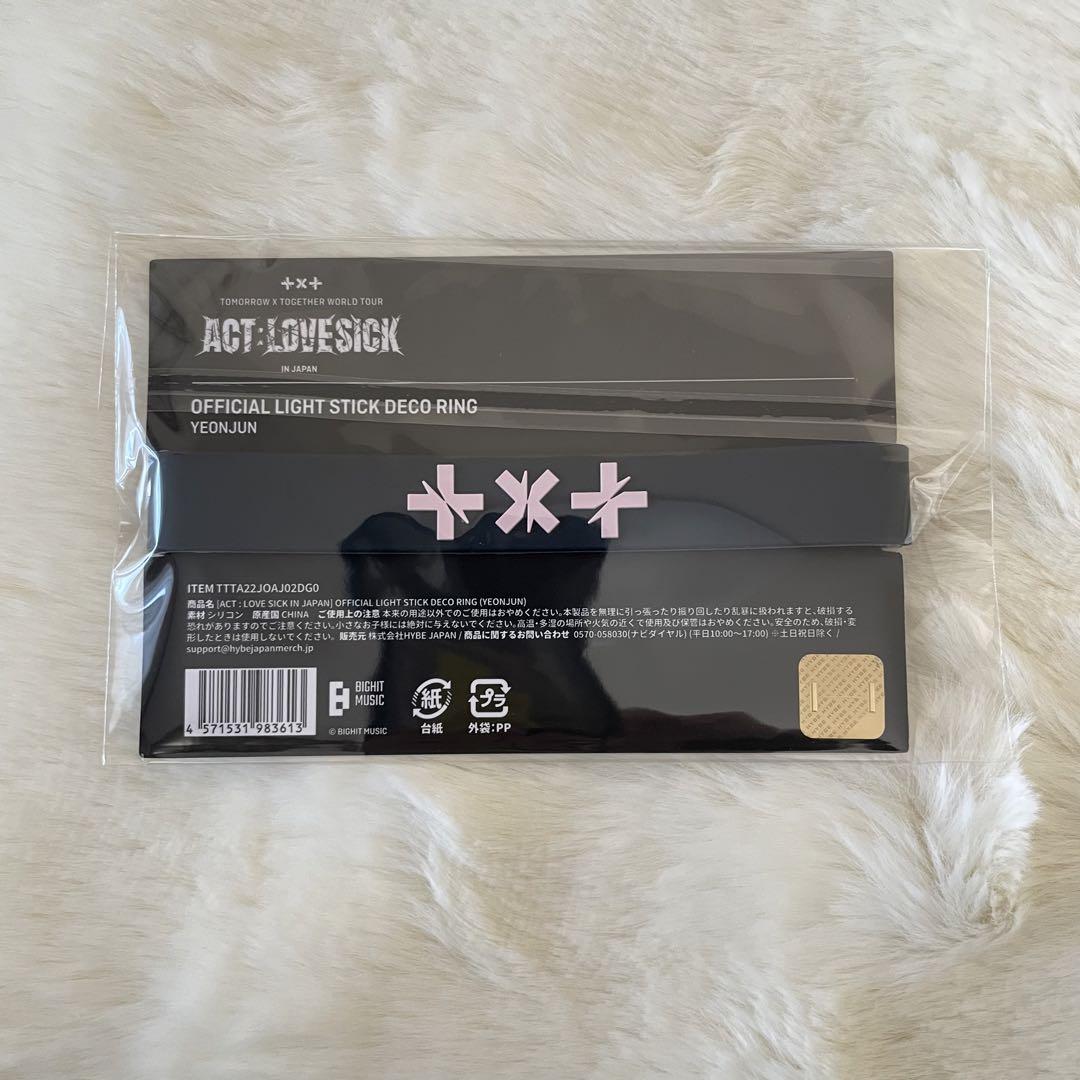 +×+
TOMORROW X TOGETHER WORLD TOUR
ACT:LOVESICK
IN JAPAN
OFFICIAL LIGHT STICK DECO RING
YEONJUN
+×+
ITEM TTTA22JOAJ02DG0
商品名 [ACT : LOVE SICK IN JAPAN] OFFICIAL LIGHT STICK DECO RING (YEONJUN)
素材 シリコン 原産国 CHINA ご使用上の注意 本来の用途以外でのご使用はおやめください。本製品を無理に引っ張ったり振り回したり乱暴に扱われますと、破損する
恐れがありますのでご注意ください。小さなお子様には絶対に与えないでください。高温・多湿の場所や火気の近くで使用及び保管はおやめください。安全のため、破損・変
形したときは使用しないでください。 販売元 株式会社HYBE JAPAN / 商品に関するお問い合わせ 0570-058030(ナビダイヤル) (平日10:00～17:00) ※土日祝日除く /
support@hybejapanmerch.jp
4 571531 983613
BIGHIT
MUSIC
© BIGHIT MUSIC
紙
台紙
プラ
外袋:PP
HYBE HYBE HYBE